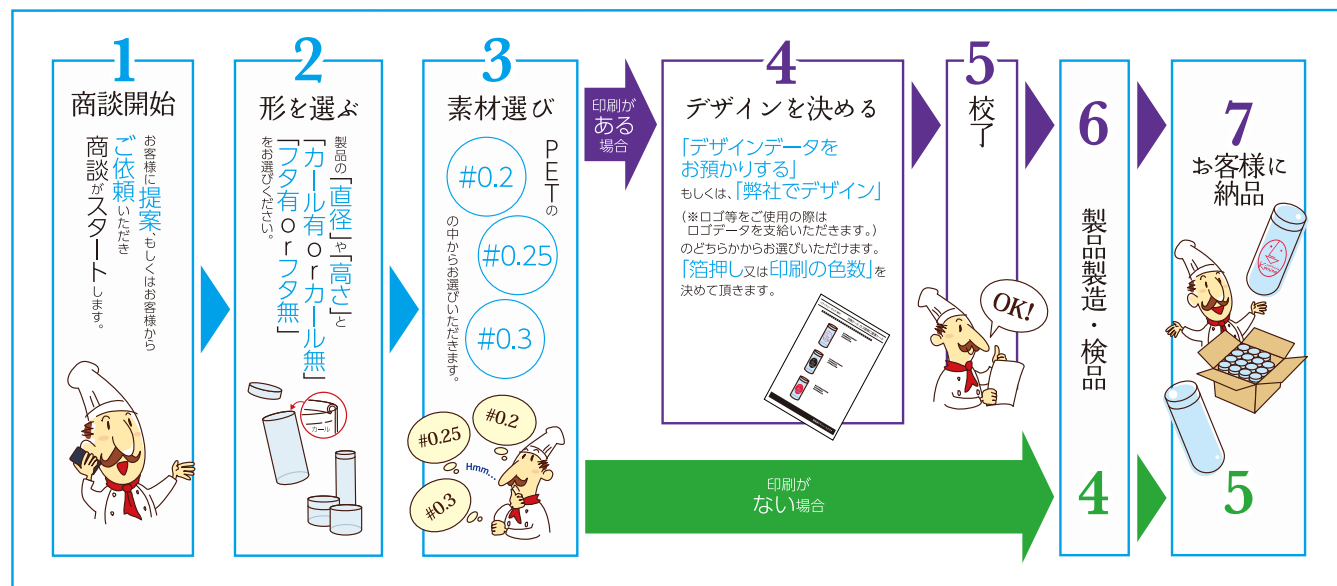 1
商談開始
お客様に提案、もしくはお客様から
ご依頼いただき
商談がスタートします。
2
形を選ぶ
製品の「直径」や「高さ」と
「カール有orカール無」
「フタ有orフタ無」
をお選びください。
カール
3
素材選び
PETの
#0.2
#0.25
#0.3
の中からお選びいただきます。
#0.25
#0.2
Hmm...
#0.3
印刷が
ある
場合
4
デザインを決める
「デザインデータを
お預かりする」
もしくは、「弊社でデザイン」
(※ロゴ等をご使用の際は
ロゴデータを支給いただきます。)
のどちらかからお選びいただけます。
「箔押し又は印刷の色数」を
決めて頂きます。
5
校了
OK!
6
製品製造・検品
7
お客様に
納品
印刷が
ない場合
4
5